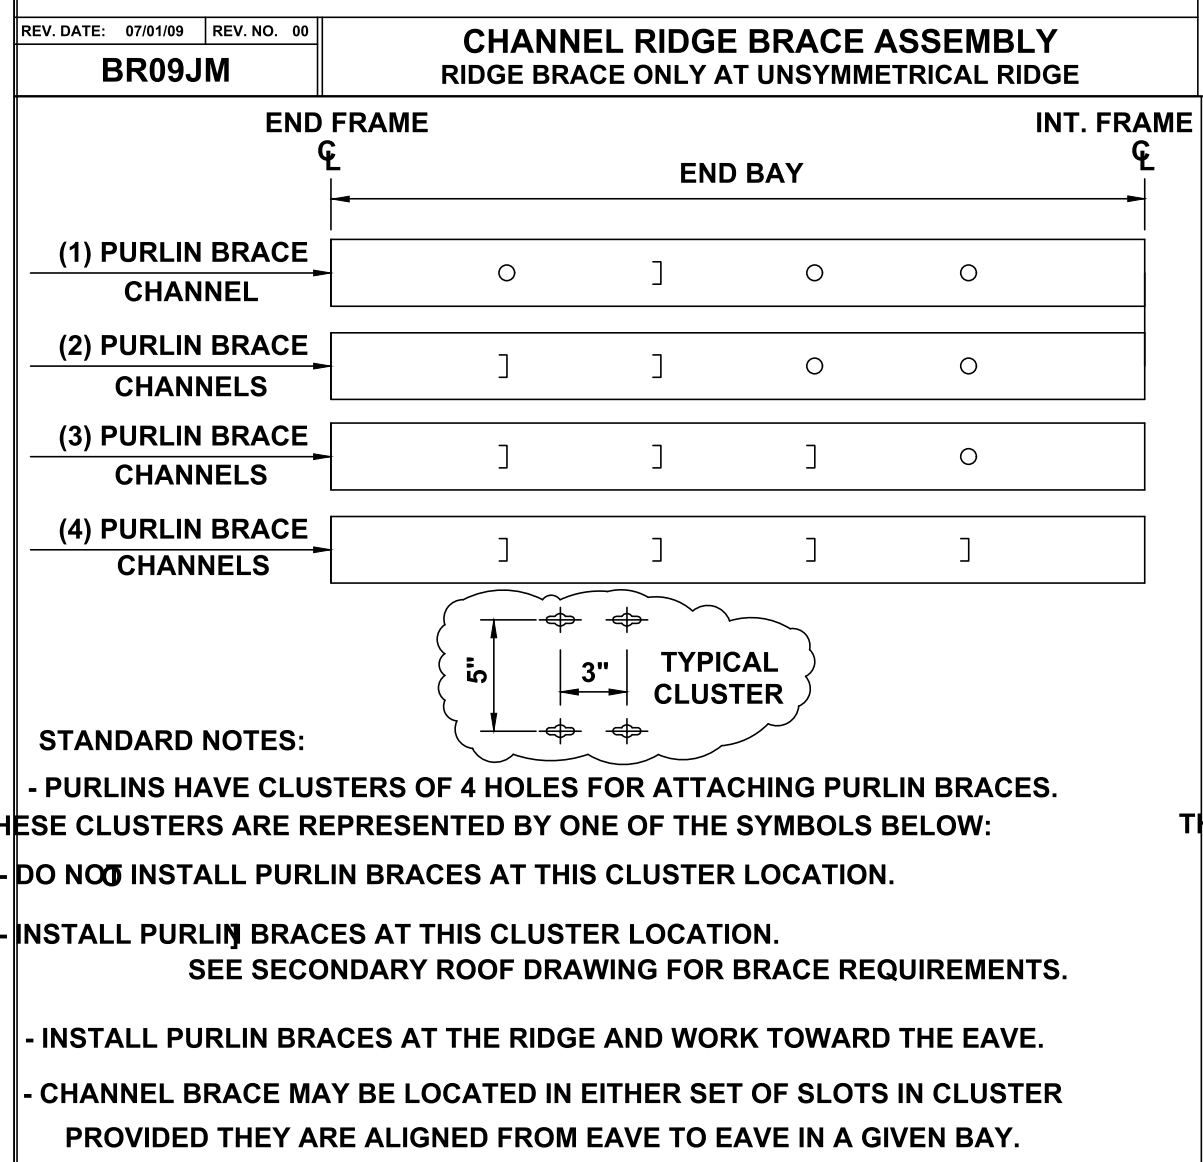 REV. DATE: 07/01/09 REV. NO. 00
BR09JM
CHANNEL RIDGE BRACE ASSEMBLY
RIDGE BRACE ONLY AT UNSYMMETRICAL RIDGE
END FRAME
INT. FRAME
℄
℄
END BAY
(1) PURLIN BRACE
CHANNEL
(2) PURLIN BRACE
CHANNELS
(3) PURLIN BRACE
CHANNELS
(4) PURLIN BRACE
CHANNELS
5"
3"
TYPICAL
CLUSTER
STANDARD NOTES:
- PURLINS HAVE CLUSTERS OF 4 HOLES FOR ATTACHING PURLIN BRACES.
HESE CLUSTERS ARE REPRESENTED BY ONE OF THE SYMBOLS BELOW: TH
- DO NOT INSTALL PURLIN BRACES AT THIS CLUSTER LOCATION.
- INSTALL PURLIN BRACES AT THIS CLUSTER LOCATION.
SEE SECONDARY ROOF DRAWING FOR BRACE REQUIREMENTS.
- INSTALL PURLIN BRACES AT THE RIDGE AND WORK TOWARD THE EAVE.
- CHANNEL BRACE MAY BE LOCATED IN EITHER SET OF SLOTS IN CLUSTER
PROVIDED THEY ARE ALIGNED FROM EAVE TO EAVE IN A GIVEN BAY.